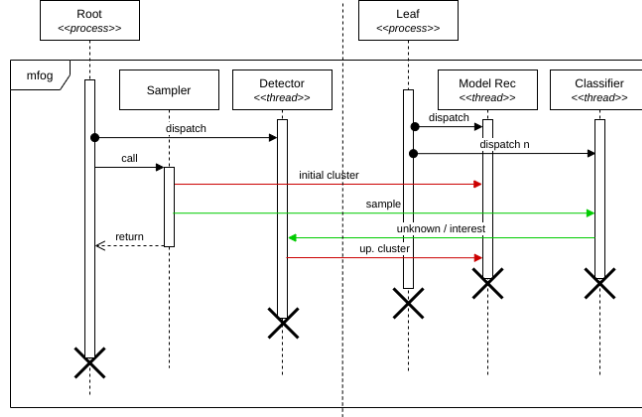 Root
<<process>>
Leaf
<<process>>
mfog
Sampler
Detector
<<thread>>
Model Rec
<<thread>>
Classifier
<<thread>>
dispatch
dispatch
dispatch n
call
initial cluster
sample
unknown / interest
return
up. cluster